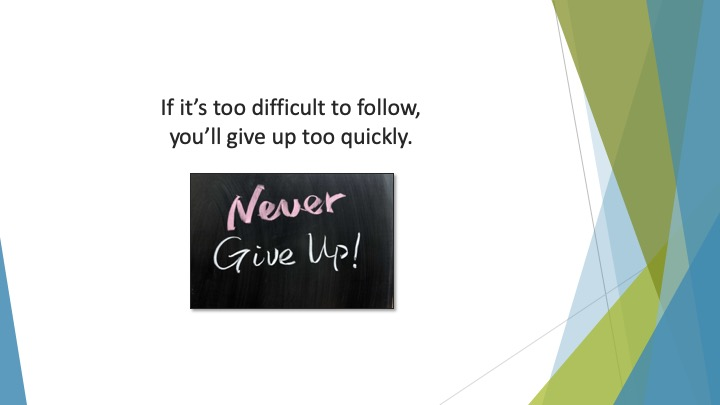 If it’s too difficult to follow,
you’ll give up too quickly.
Never
Give Up!